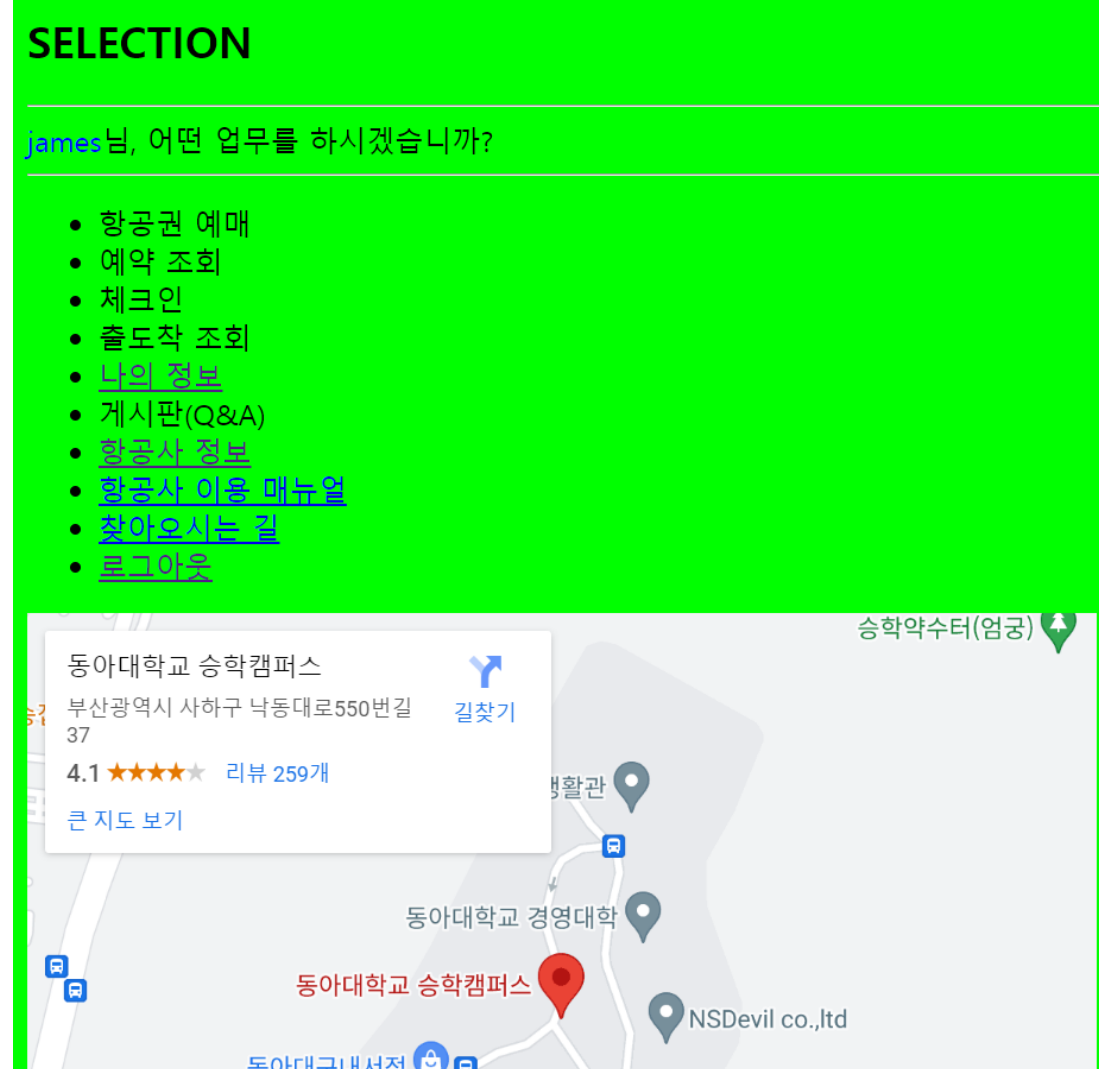 SELECTION
james님, 어떤 업무를 하시겠습니까?
항공권 예매
예약 조회
체크인
출도착 조회
나의 정보
게시판(Q&A)
항공사 정보
항공사 이용 매뉴얼
찾아오시는 길
로그아웃
승학약수터(엄궁)
동아대학교 승학캠퍼스
부산광역시 사하구 낙동대로550번길
37
길찾기
4.1
리뷰 259개
큰 지도 보기
동아대학교 경영대학
동아대학교 승학캠퍼스
NSDevil co.,ltd
동아대구내서점